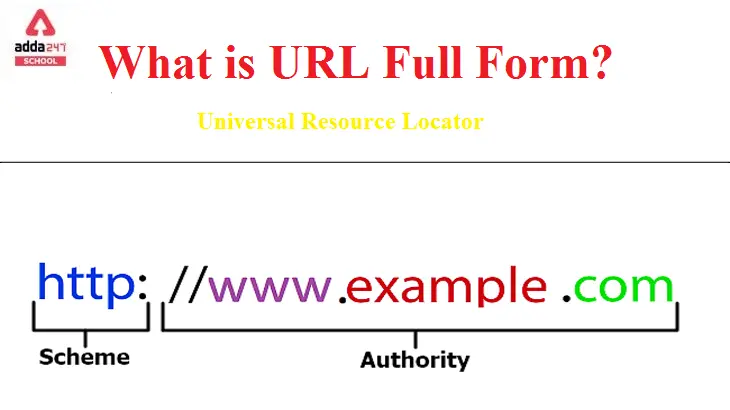 adda247
SCHOOL
What is URL Full Form?
Universal Resource Locator
http: //www.example .com
Scheme
Authority